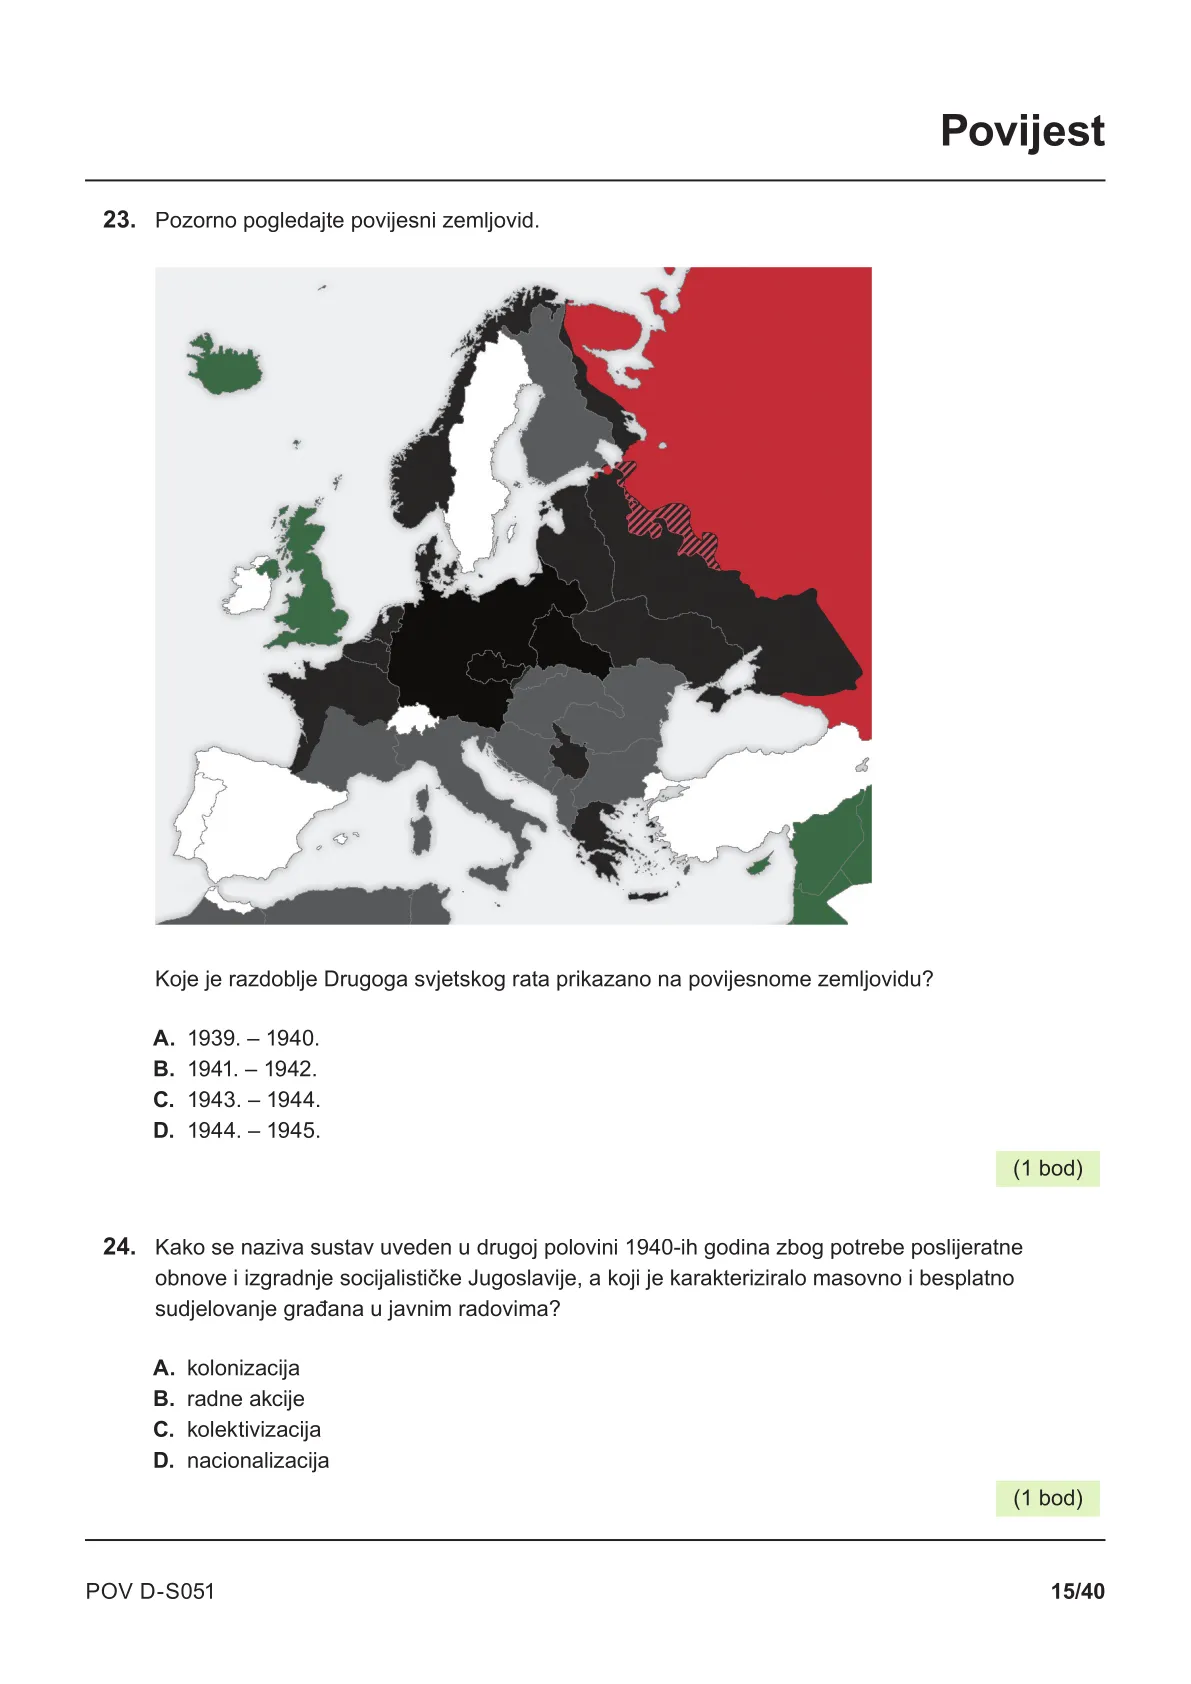 Povijest
23. Pozorno pogledajte povijesni zemljovid.
Koje je razdoblje Drugoga svjetskog rata prikazano na povijesnome zemljovidu?
A. 1939. – 1940.
B. 1941. – 1942.
C. 1943. – 1944.
D. 1944. – 1945.
(1 bod)
24. Kako se naziva sustav uveden u drugoj polovini 1940-ih godina zbog potrebe poslijeratne
obnove i izgradnje socijalističke Jugoslavije, a koji je karakteriziralo masovno i besplatno
sudjelovanje građana u javnim radovima?
A. kolonizacija
B. radne akcije
C. kolektivizacija
D. nacionalizacija
(1 bod)
POV D-S051
15/40